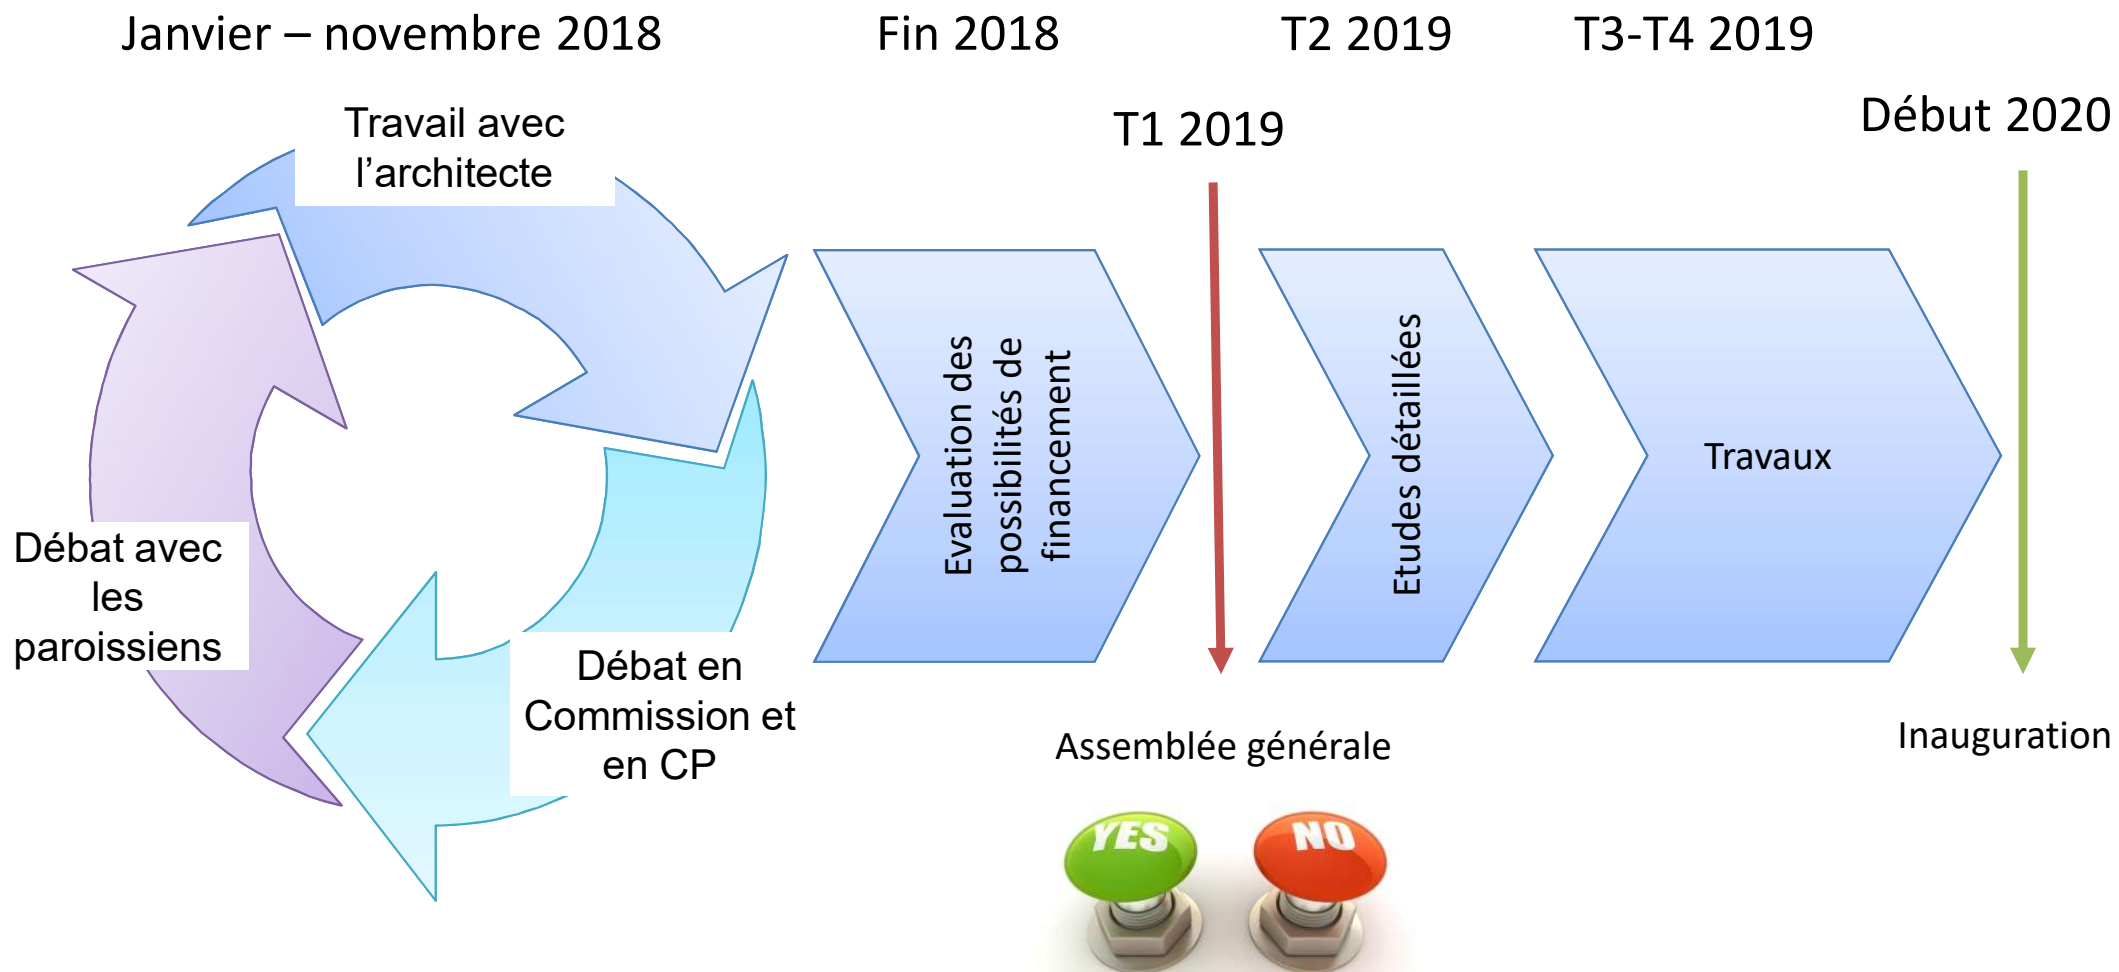 Janvier – novembre 2018
Fin 2018
T2 2019
T3-T4 2019
T1 2019
Début 2020
Travail avec
l’architecte
Débat avec
les
paroissiens
Débat en
Commission et
en CP
Evaluation des
possibilités de
financement
Etudes détaillées
Travaux
Assemblée générale
Inauguration
YES
NO